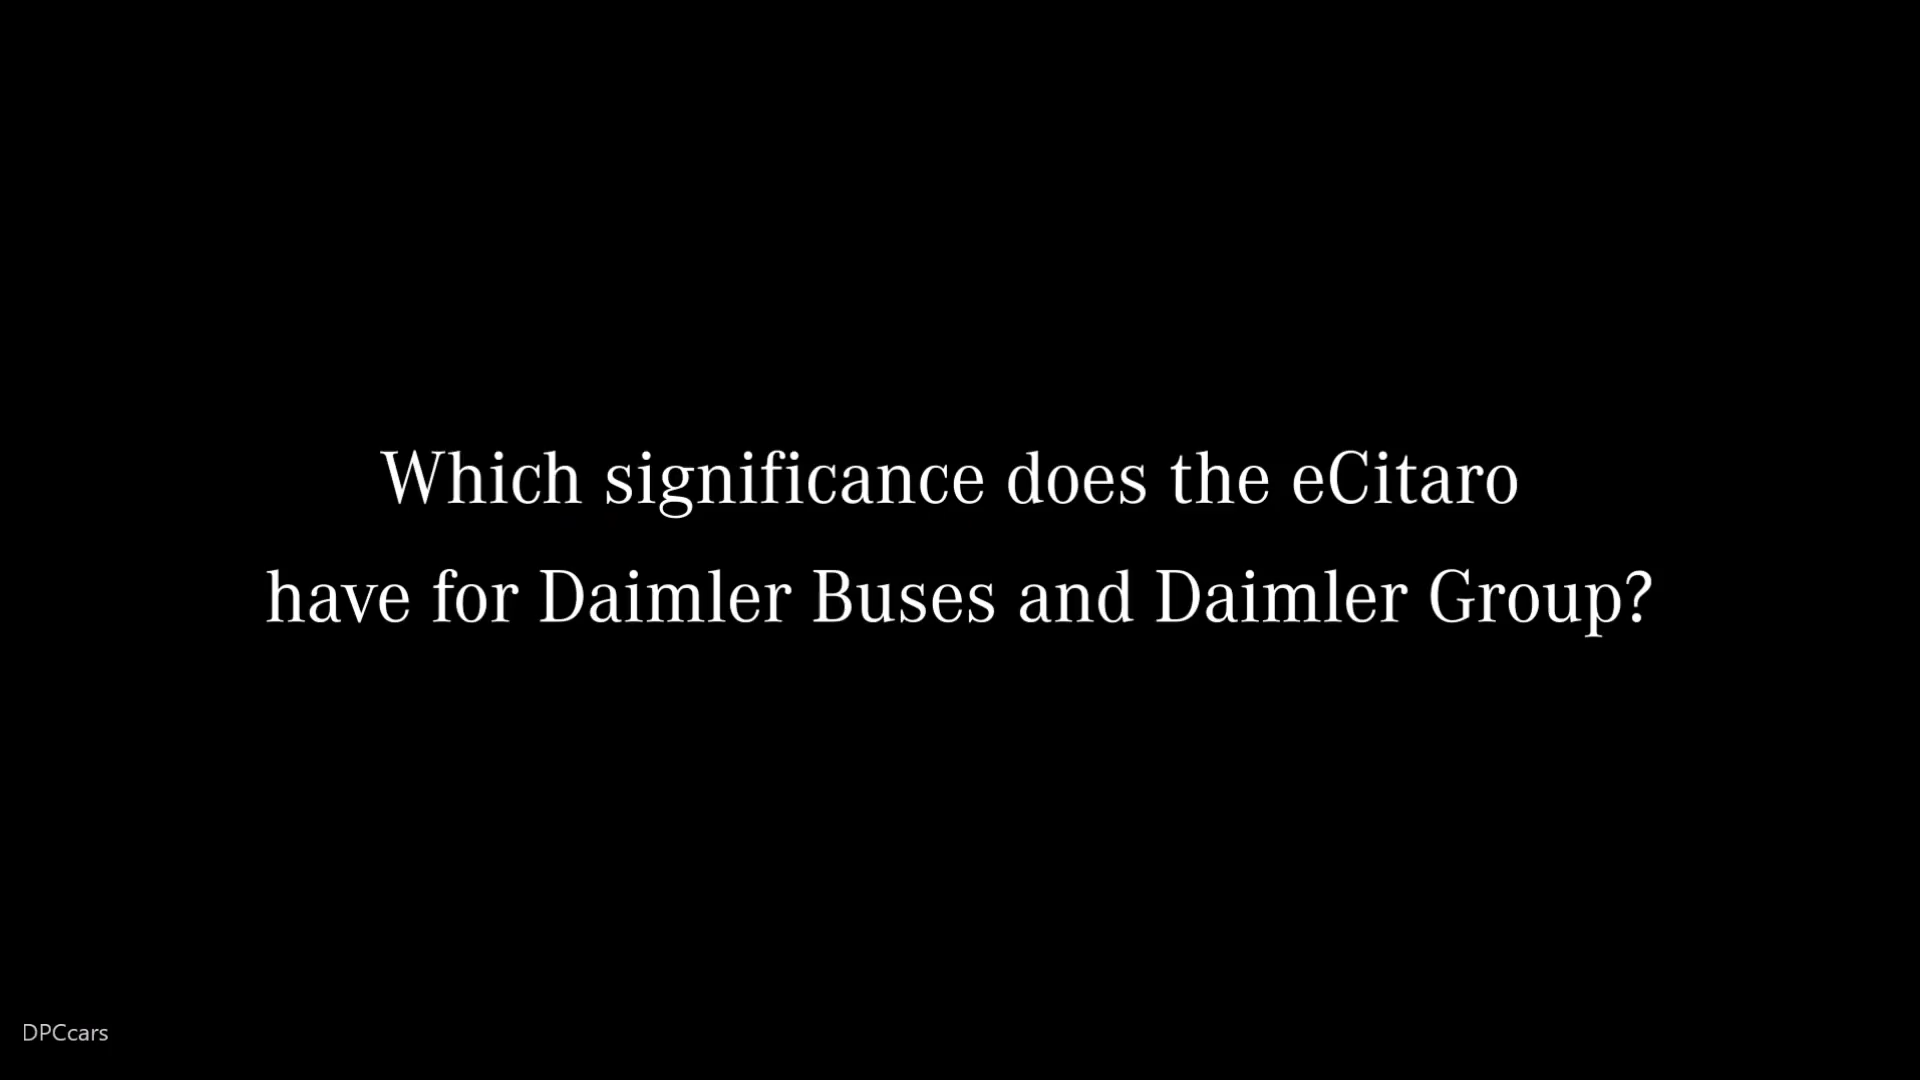 Which significance does the eCitaro
have for Daimler Buses and Daimler Group?
DPCcars